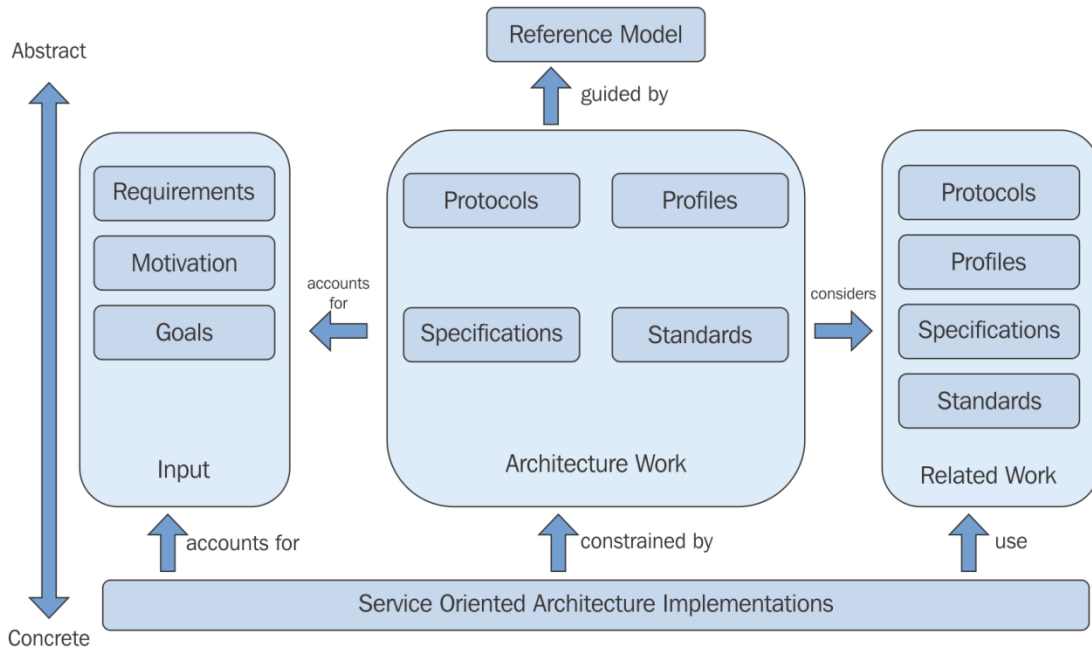 Reference Model
Abstract
guided by
Requirements
Motivation
Goals
Input
accounts
for
Protocols
Profiles
Specifications
Standards
Architecture Work
considers
Protocols
Profiles
Specifications
Standards
Related Work
accounts for
constrained by
use
Service Oriented Architecture Implementations
Concrete